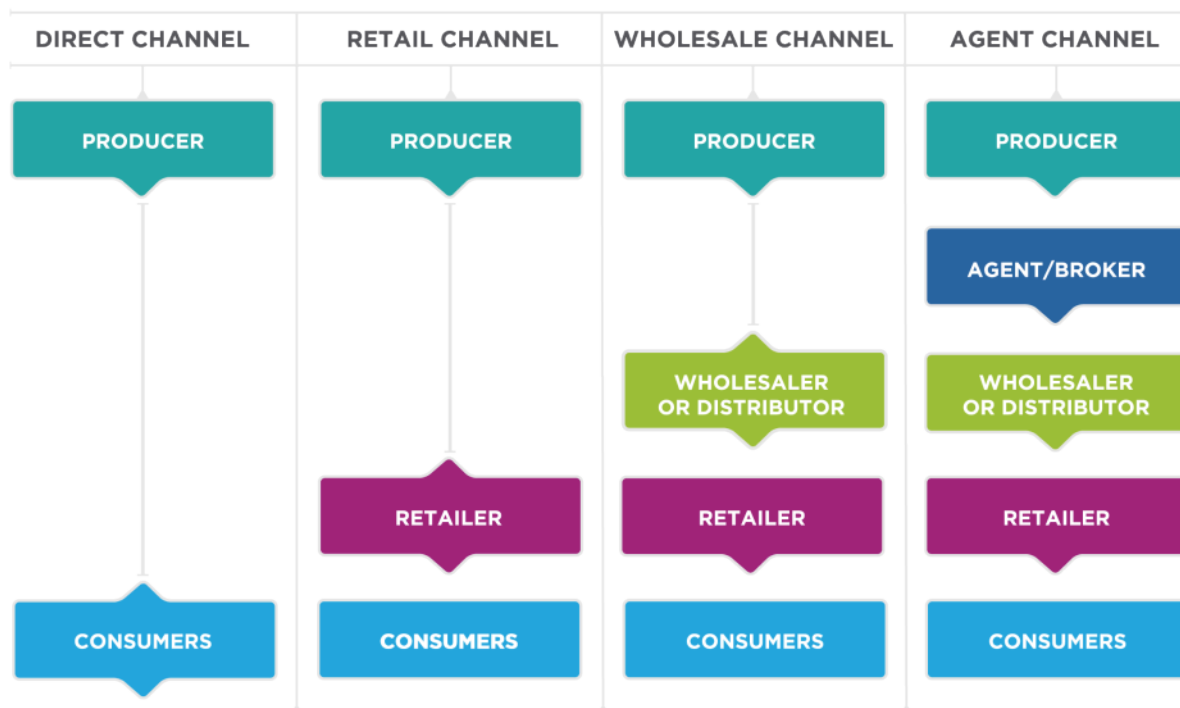 DIRECT CHANNEL
RETAIL CHANNEL
WHOLESALE CHANNEL
AGENT CHANNEL
PRODUCER
PRODUCER
PRODUCER
PRODUCER
AGENT/BROKER
WHOLESALER
OR DISTRIBUTOR
WHOLESALER
OR DISTRIBUTOR
RETAILER
RETAILER
RETAILER
CONSUMERS
CONSUMERS
CONSUMERS
CONSUMERS